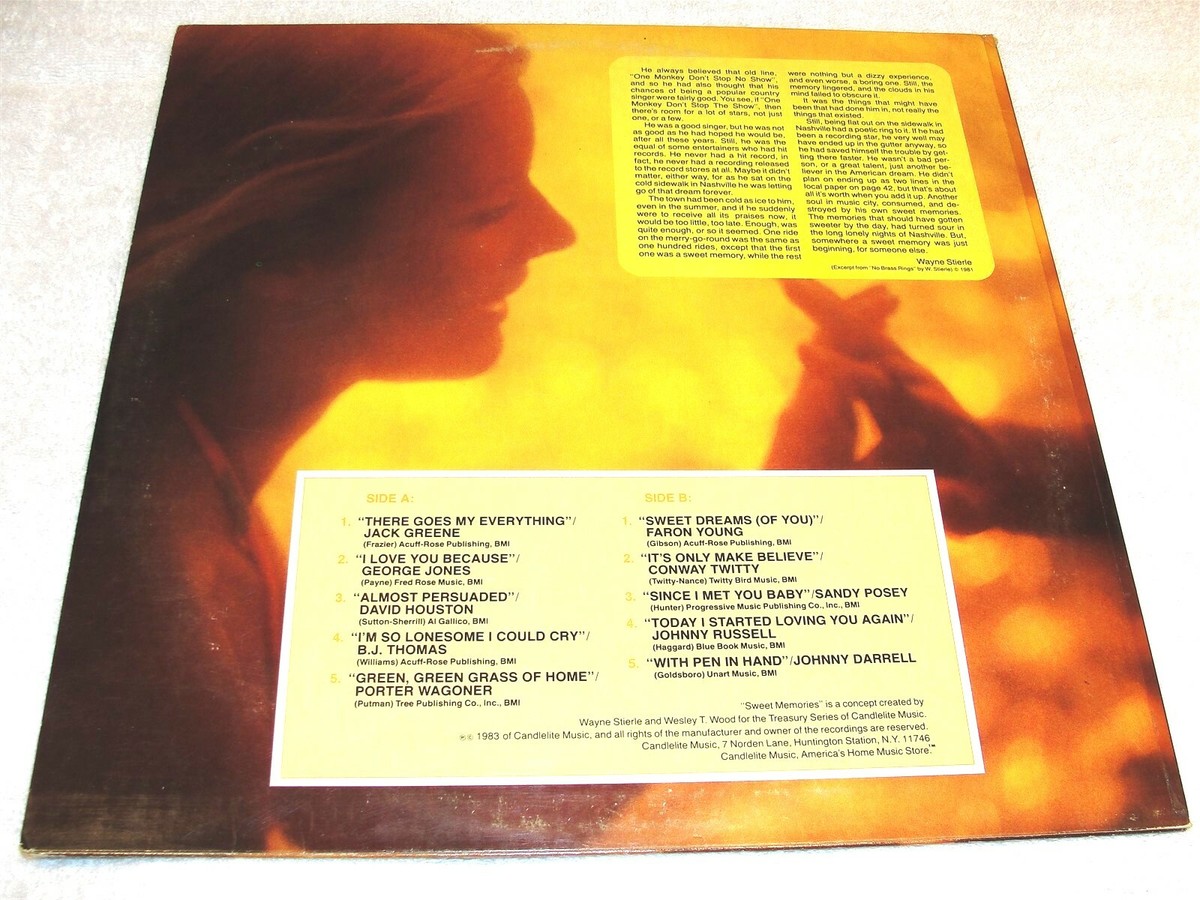 He always believed that old line,
"One Monkey Don't Stop No Show",
and so he had also thought that his
chances of being a popular country
singer were fairly good. You see, if "One
Monkey Don't Stop The Show", then
there's room for a lot of stars, not just
one, or a few.
He was a good singer, but he was not
as good as he had hoped he would be,
after all these years. Still, he was the
equal of some entertainers who had hit
records. He never had a hit record, in
fact, he never had a recording released
to the record stores at all. Maybe it didn't
matter, either way, for as he sat on the
cold sidewalk in Nashville he was letting
go of that dream forever.
The town had been cold as ice to him,
even in the summer, and if he suddenly
were to receive all its praises now, it
would be too little, too late. Enough, was
quite enough, or so it seemed. One ride
on the merry-go-round was the same as
one hundred rides, except that the first
one was a sweet memory, while the rest
were nothing but a dizzy experience,
and even worse, a boring one. Still, the
memory lingered, and the clouds in his
mind failed to obscure it.
It was the things that might have
been that had done him in, not really the
things that existed.
Still, being flat out on the sidewalk in
Nashville had a poetic ring to it. If he had
been a recording star, he very well may
have ended up in the gutter anyway, so
he had saved himself the trouble by get-
ting there faster. He wasn't a bad per-
son, or a great talent, just another be-
liever in the American dream. He didn't
plan on ending up as two lines in the
local paper on page 42, but that's about
all it's worth when you add it up. Another
soul in music city, consumed, and de-
stroyed by his own sweet memories.
The memories that should have gotten
sweeter by the day, had turned sour in
the long lonely nights of Nashville. But,
somewhere a sweet memory was just
beginning, for someone else.
Wayne Stierle
(Excerpt from "No Brass Rings" by W. Stierle) © 1981
SIDE A:
1. "THERE GOES MY EVERYTHING"/
JACK GREENE
(Frazier) Acuff-Rose Publishing, BMI
2. "I LOVE YOU BECAUSE"/
GEORGE JONES
(Payne) Fred Rose Music, BMI
3. "ALMOST PERSUADED"/
DAVID HOUSTON
(Sutton-Sherrill) Al Gallico, BMI
4. "I'M SO LONESOME I COULD CRY"/
B.J. THOMAS
(Williams) Acuff-Rose Publishing, BMI
5. "GREEN, GREEN GRASS OF HOME"/
PORTER WAGONER
(Putman) Tree Publishing Co., Inc., BMI
SIDE B:
1. "SWEET DREAMS (OF YOU)"/
FARON YOUNG
(Gibson) Acuff-Rose Publishing, BMI
2. "IT'S ONLY MAKE BELIEVE"/
CONWAY TWITTY
(Twitty-Nance) Twitty Bird Music, BMI
3. "SINCE I MET YOU BABY"/SANDY POSEY
(Hunter) Progressive Music Publishing Co., Inc., BMI
4. "TODAY I STARTED LOVING YOU AGAIN"/
JOHNNY RUSSELL
(Haggard) Blue Book Music, BMI
5. "WITH PEN IN HAND"/JOHNNY DARRELL
(Goldsboro) Unart Music, BMI
"Sweet Memories" is a concept created by
Wayne Stierle and Wesley T. Wood for the Treasury Series of Candlelite Music.
℗© 1983 of Candlelite Music, and all rights of the manufacturer and owner of the recordings are reserved.
Candlelite Music, 7 Norden Lane, Huntington Station, N.Y. 11746
Candlelite Music, America's Home Music Store.™